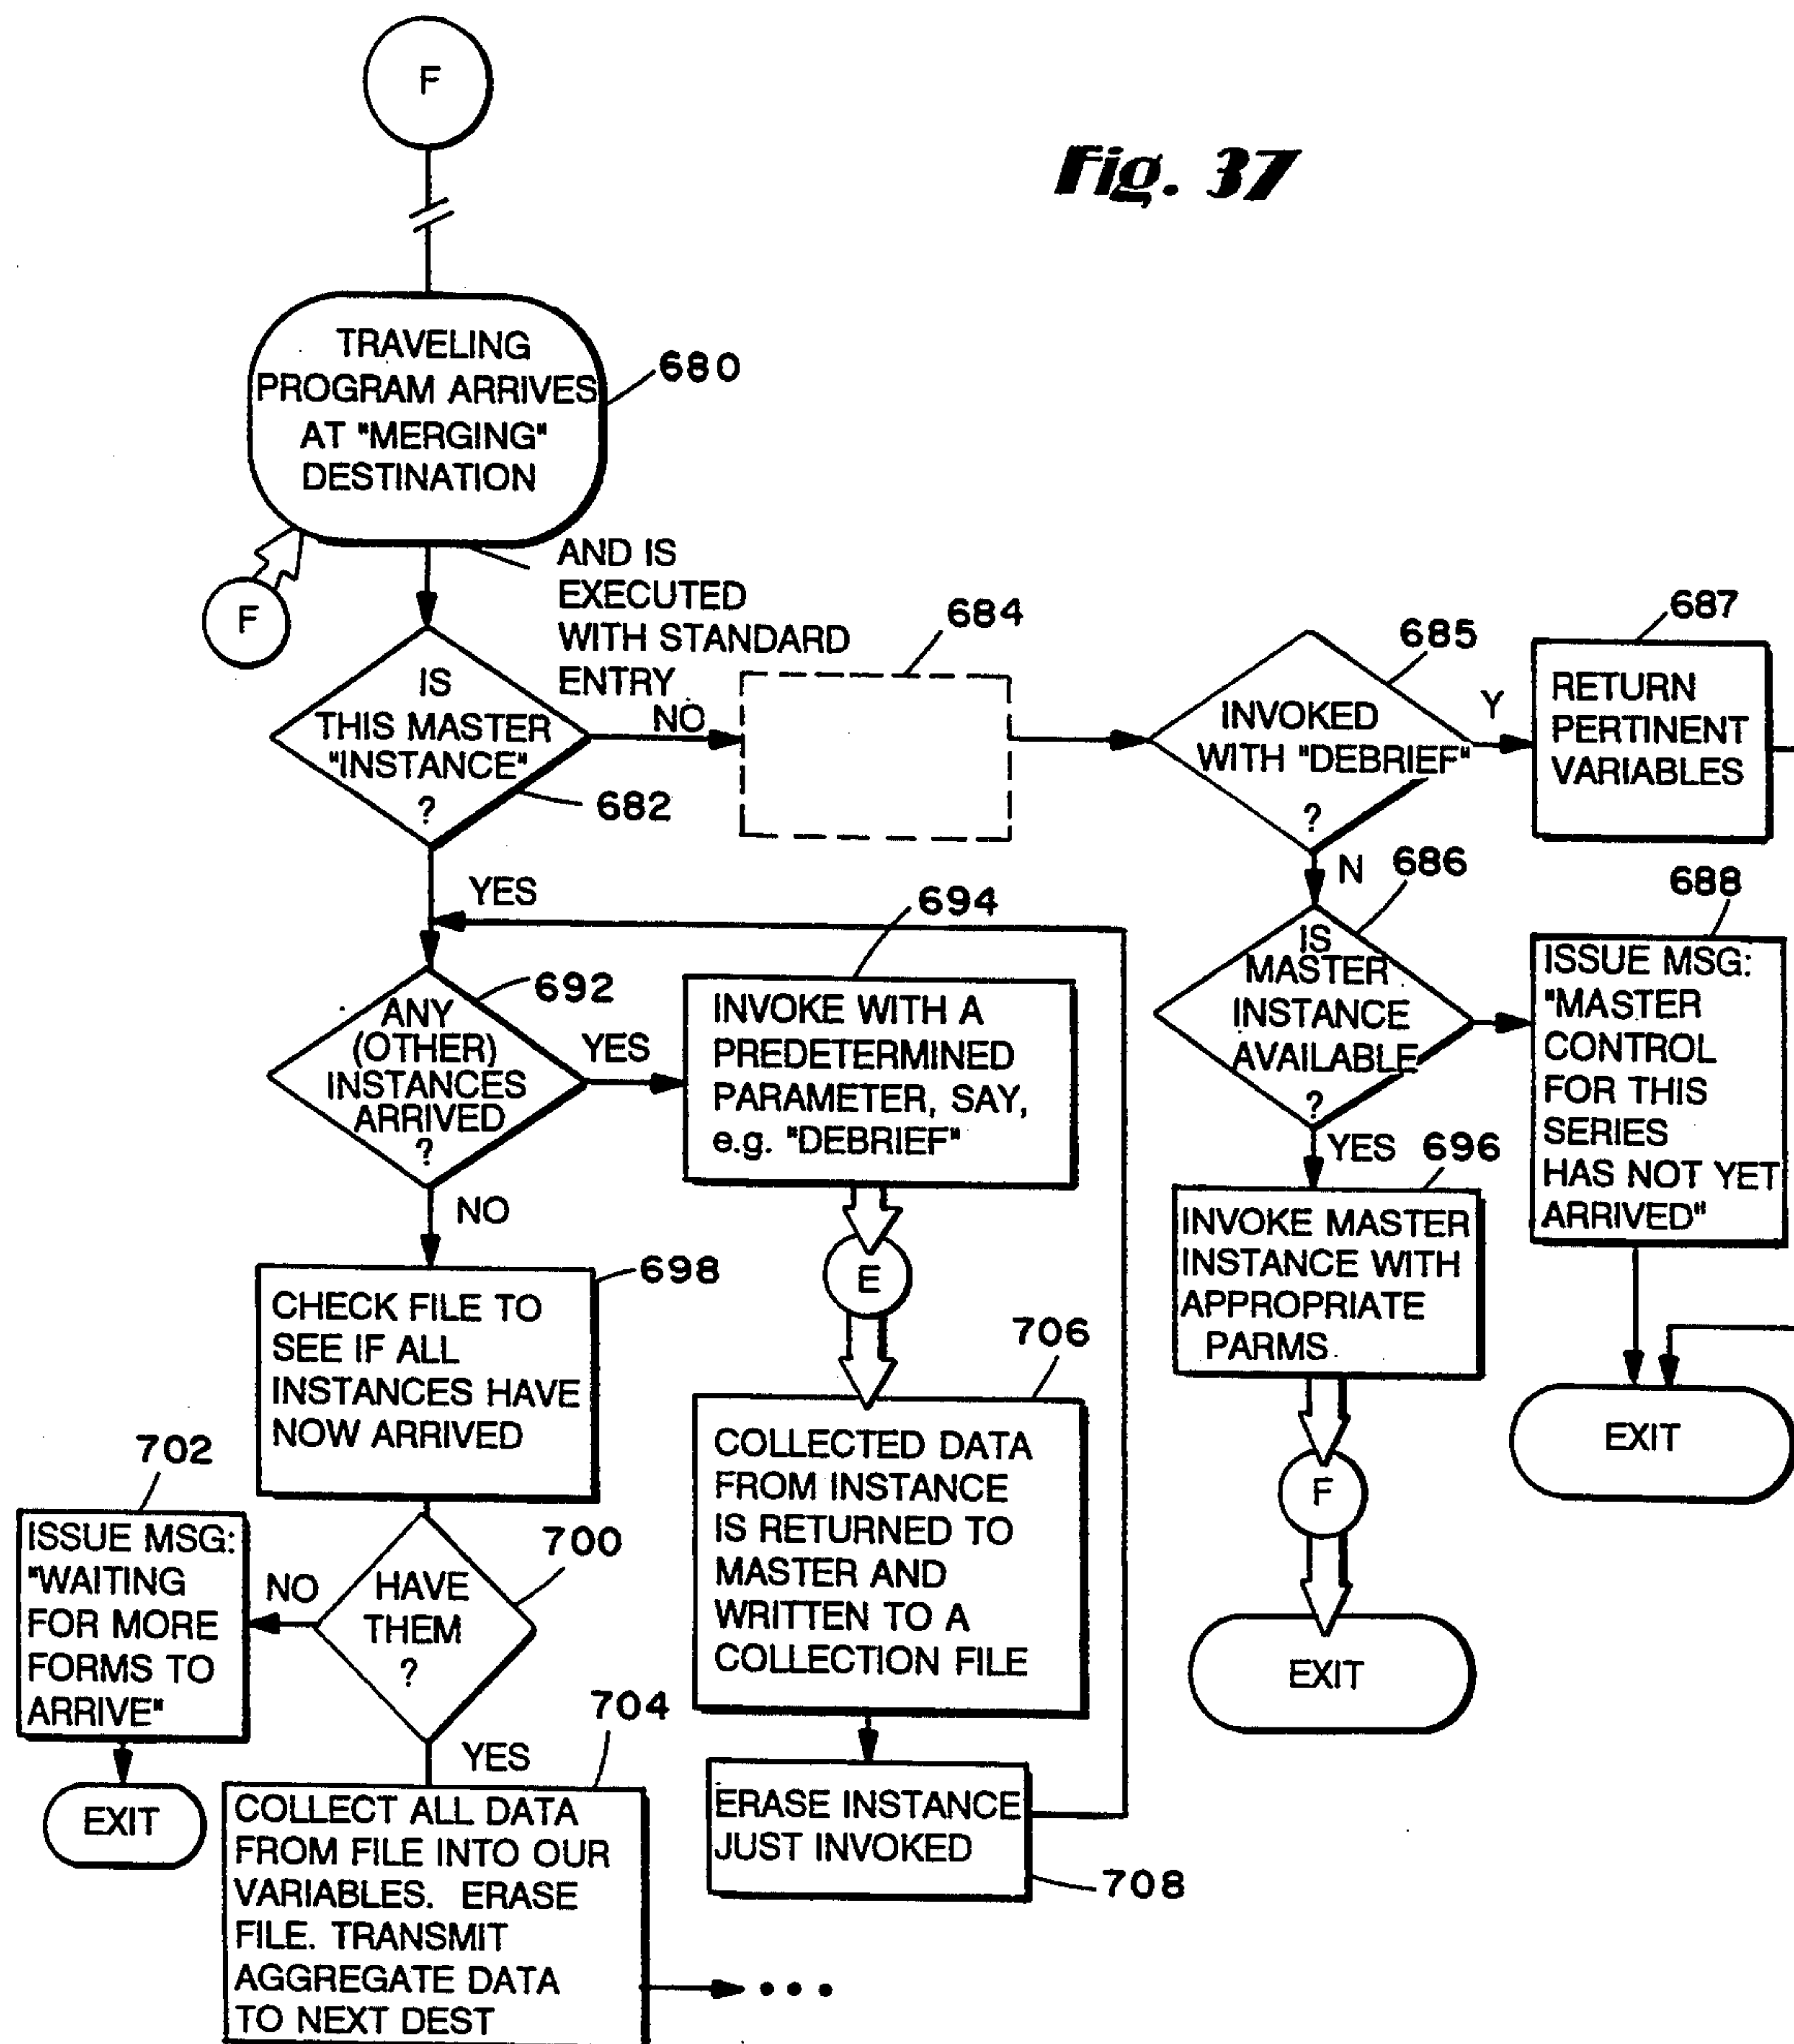 F
Fig. 37
TRAVELING
PROGRAM ARRIVES
AT "MERGING"
DESTINATION
680
F
AND IS
EXECUTED
WITH STANDARD
ENTRY
IS
THIS MASTER
"INSTANCE"
?
682
NO
684
INVOKED
WITH "DEBRIEF"
?
685
Y
687
RETURN
PERTINENT
VARIABLES
N
686
IS
MASTER
INSTANCE
AVAILABLE
?
688
ISSUE MSG:
"MASTER
CONTROL
FOR THIS
SERIES
HAS NOT YET
ARRIVED"
EXIT
YES
696
INVOKE MASTER
INSTANCE WITH
APPROPRIATE
PARMS
F
EXIT
YES
692
ANY
(OTHER)
INSTANCES
ARRIVED
?
YES
694
INVOKE WITH A
PREDETERMINED
PARAMETER, SAY,
e.g. "DEBRIEF"
E
706
COLLECTED DATA
FROM INSTANCE
IS RETURNED TO
MASTER AND
WRITTEN TO A
COLLECTION FILE
ERASE INSTANCE
JUST INVOKED
708
NO
698
CHECK FILE TO
SEE IF ALL
INSTANCES HAVE
NOW ARRIVED
700
HAVE
THEM
?
NO
702
ISSUE MSG:
"WAITING
FOR MORE
FORMS TO
ARRIVE"
EXIT
YES
704
COLLECT ALL DATA
FROM FILE INTO OUR
VARIABLES. ERASE
FILE. TRANSMIT
AGGREGATE DATA
TO NEXT DEST
• • •